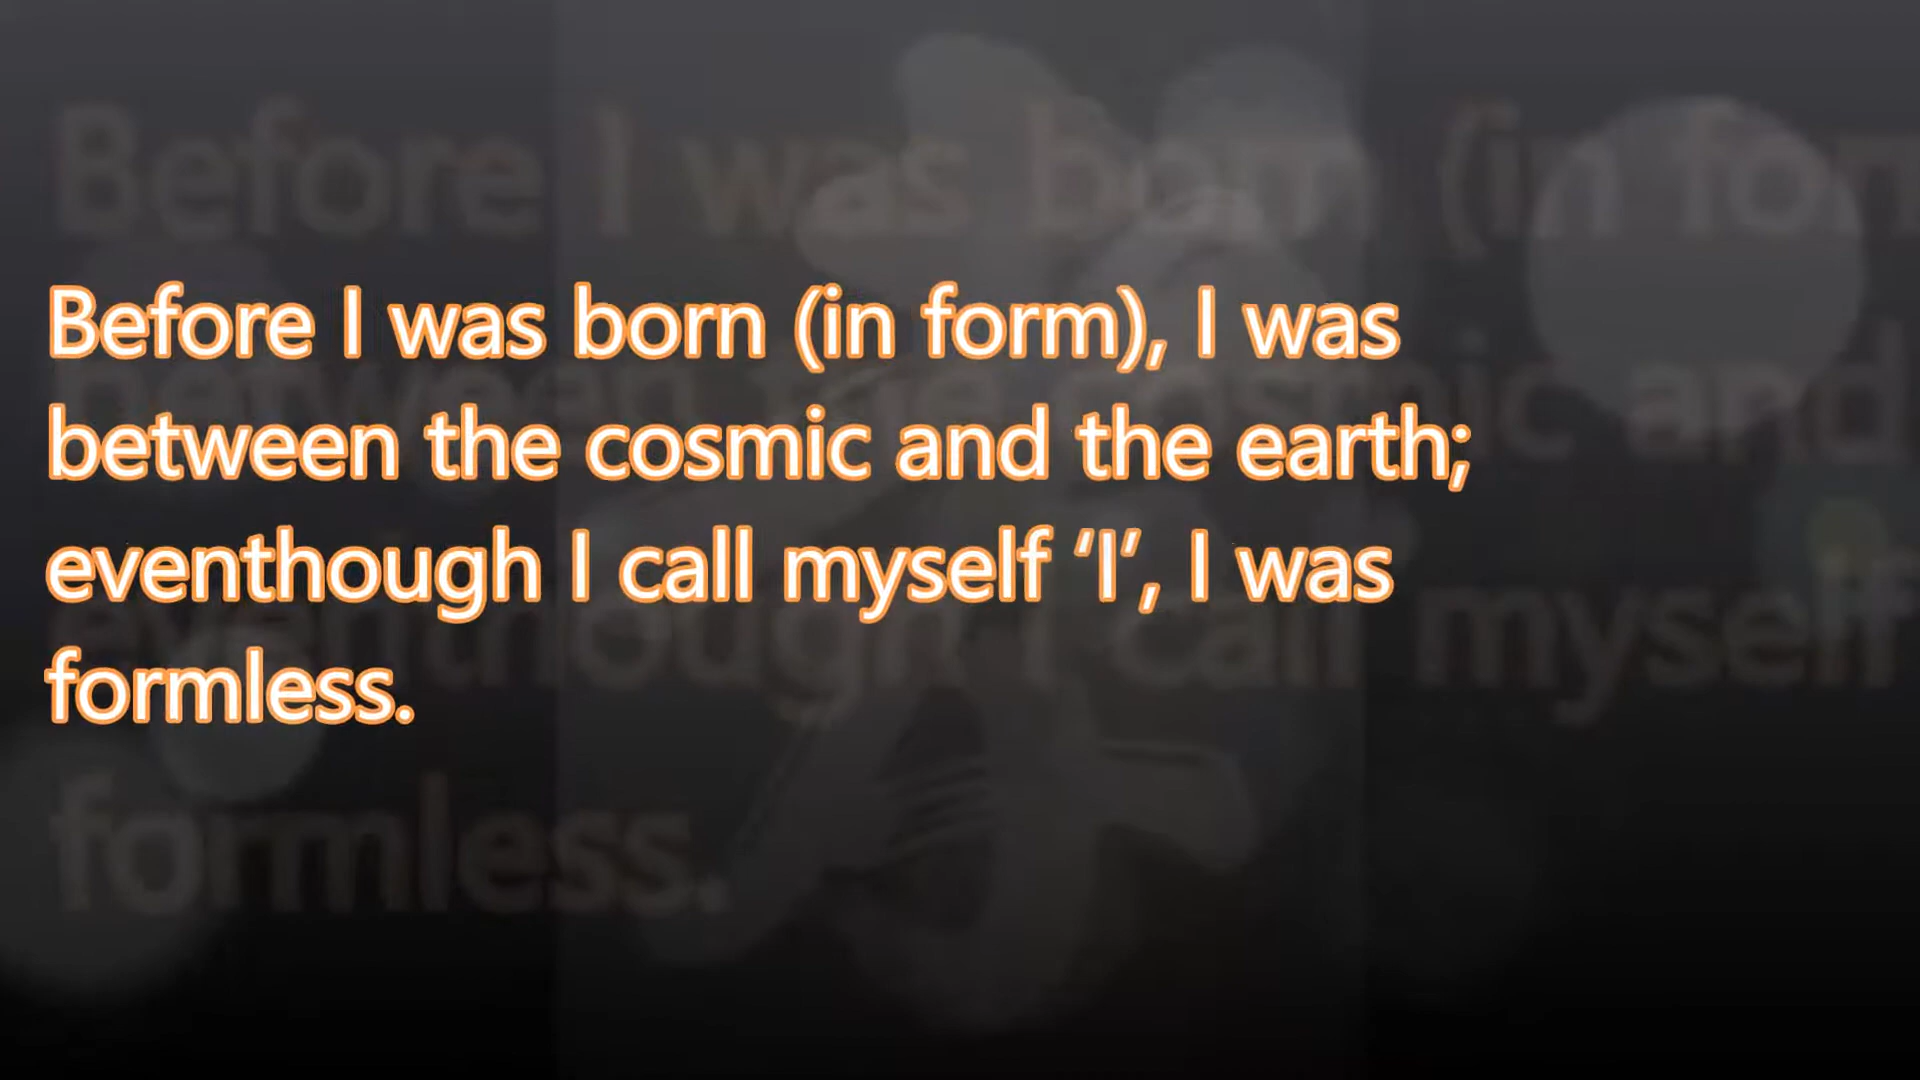 Before I was born (in form), I was
between the cosmic and the earth;
eventhough I call myself ‘I’, I was
formless.